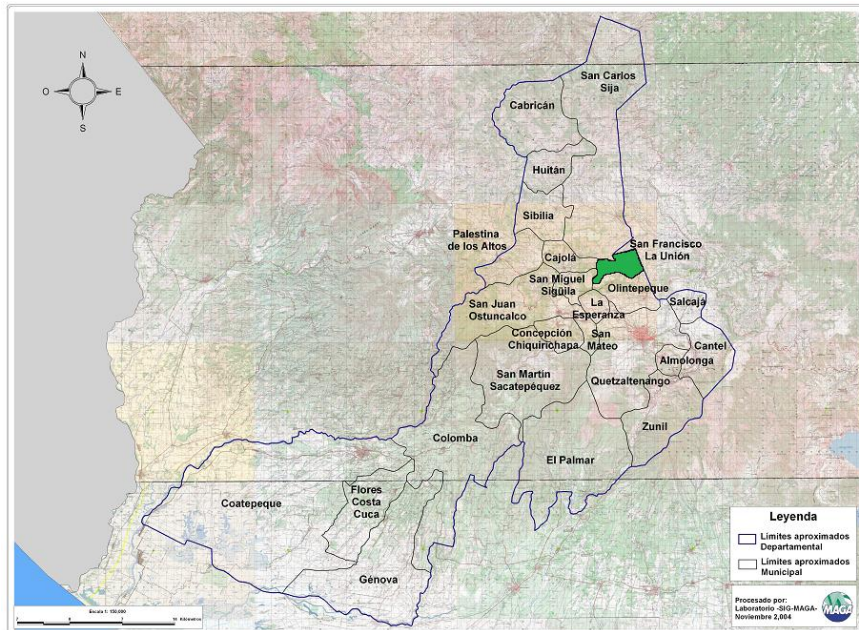 N
O
E
S
San Carlos
Sija
Cabricán
Huitán
Sibilia
Palestina
de los Altos
San Francisco
La Unión
Cajolá
San Miguel
Sigüila
Olintepeque
San Juan
Ostuncalco
La
Esperanza
Salcajá
Concepción
Chiquirichapa
San
Mateo
Cantel
Almolonga
San Martín
Sacatepéquez
Quetzaltenango
Zunil
Colomba
El Palmar
Coatepeque
Flores
Costa
Cuca
Génova
Leyenda
Limites aproximados
Departamental
Limites aproximados
Municipal
Procesado por:
Laboratorio -SIG-MAGA-
Noviembre 2,004
MAGA